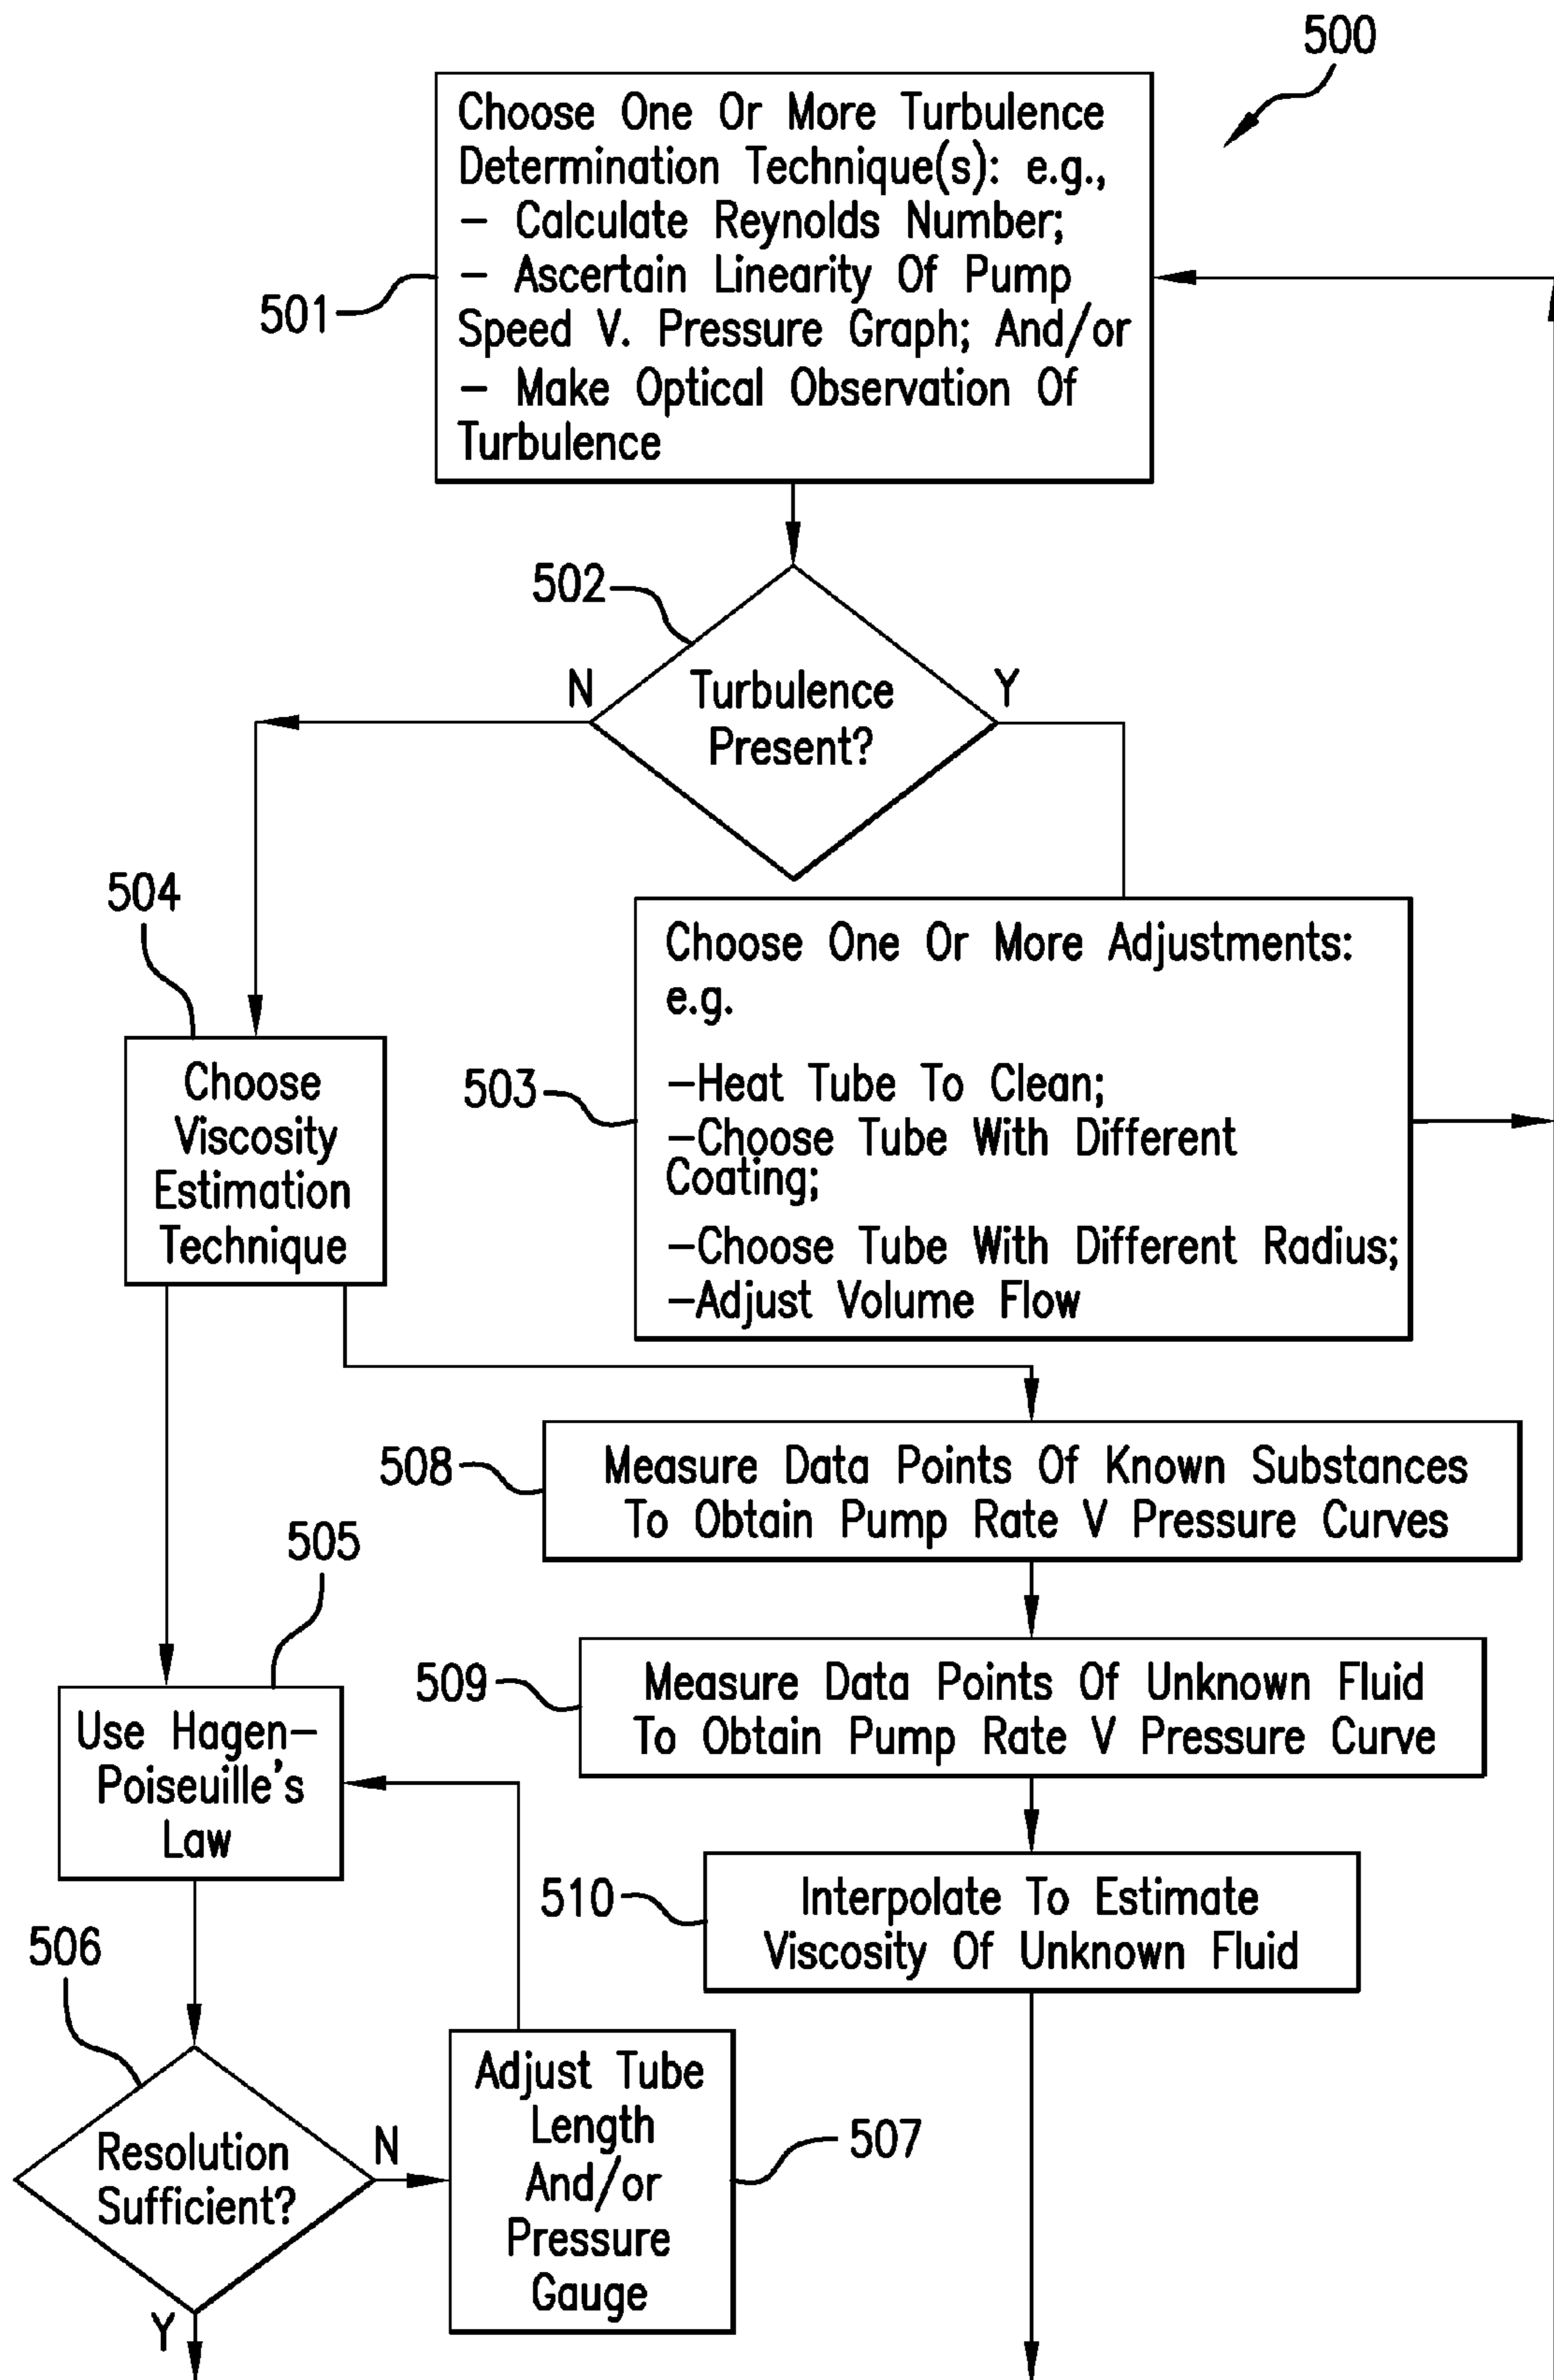 500
Choose One Or More Turbulence
Determination Technique(s): e.g.,
– Calculate Reynolds Number;
– Ascertain Linearity Of Pump
Speed V. Pressure Graph; And/or
– Make Optical Observation Of
Turbulence
501
502
Turbulence
Present?
N
Y
504
Choose
Viscosity
Estimation
Technique
503
Choose One Or More Adjustments:
e.g.
–Heat Tube To Clean;
–Choose Tube With Different
Coating;
–Choose Tube With Different Radius;
–Adjust Volume Flow
508
Measure Data Points Of Known Substances
To Obtain Pump Rate V Pressure Curves
505
Use Hagen–
Poiseuille's
Law
509
Measure Data Points Of Unknown Fluid
To Obtain Pump Rate V Pressure Curve
510
Interpolate To Estimate
Viscosity Of Unknown Fluid
506
Resolution
Sufficient?
N
Y
Adjust Tube
Length
And/or
Pressure
Gauge
507